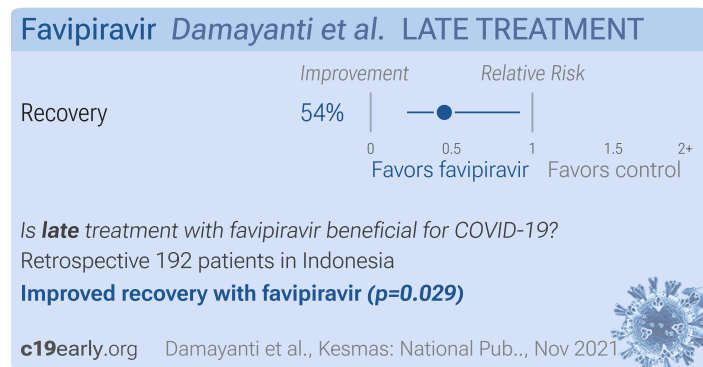 Favipiravir Damayanti et al. LATE TREATMENT
Improvement Relative Risk
Recovery 54%
0 0.5 1 1.5 2+
Favors favipiravir Favors control
Is late treatment with favipiravir beneficial for COVID-19?
Retrospective 192 patients in Indonesia
Improved recovery with favipiravir (p=0.029)
c19early.org Damayanti et al., Kesmas: National Pub.., Nov 2021